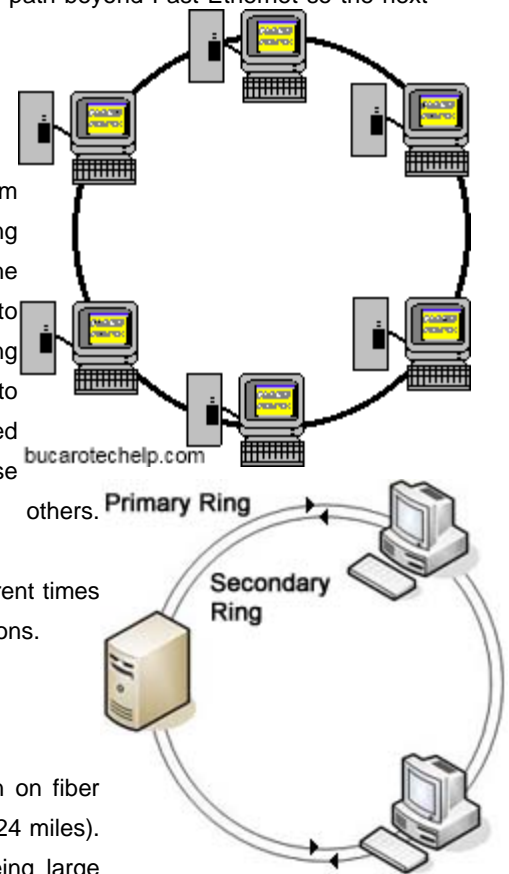 path beyond Fast Ethernet so the next
m
ng
ne
to
ng
to
ed
bucarotechelp.com
se
others.
Primary Ring
Secondary
Ring
rent times
ons.
n on fiber
24 miles).
eing large